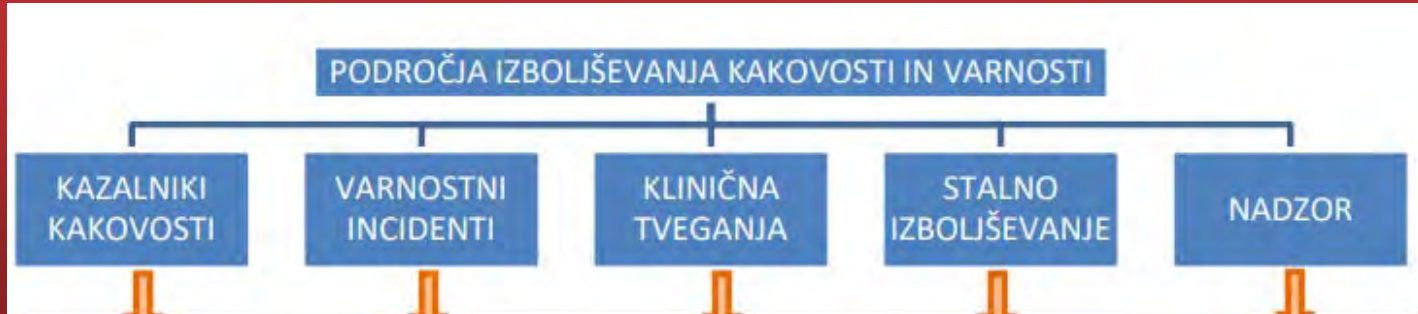 PODROČJA IZBOLJŠEVANJA KAKOVOSTI IN VARNOSTI
KAZALNIKI
KAKOVOSTI
VARNOSTNI
INCIDENTI
KLINIČNA
TVEGANJA
STALNO
IZBOLJŠEVANJE
NADZOR